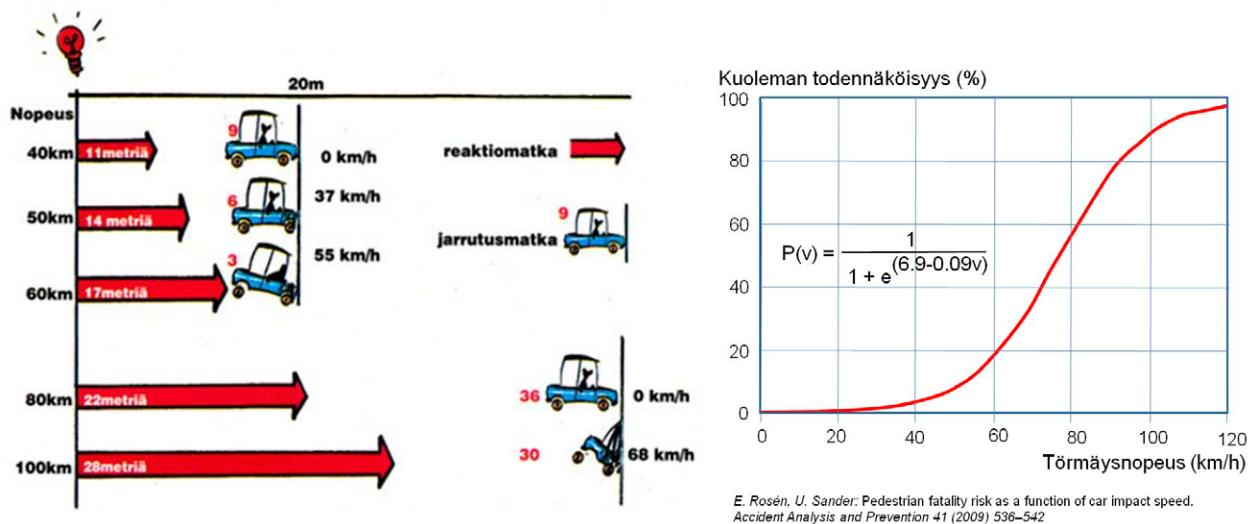 20m
Nopeus
40km
11metriä
9
0 km/h
reaktiomatka
50km
14 metriä
6
37 km/h
jarrutusmatka
9
60km
17metriä
3
55 km/h
80km
22metriä
36
0 km/h
100km
28metriä
30
68 km/h
Kuoleman todennäköisyys (%)
100
80
60
40
20
0
P(v) = 1
1 + e(6.9-0.09v)
0 20 40 60 80 100 120
Törmäysnopeus (km/h)
E. Rosén, U. Sander: Pedestrian fatality risk as a function of car impact speed.
Accident Analysis and Prevention 41 (2009) 536–542